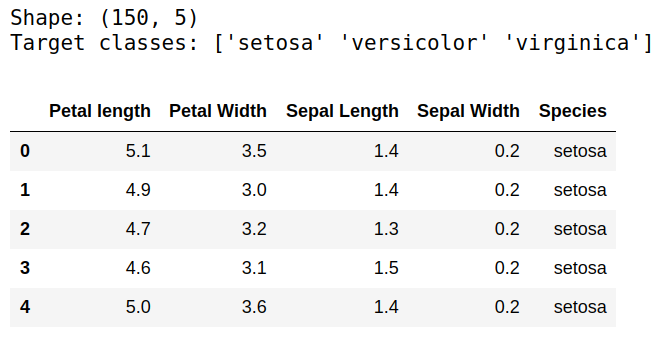 Shape: (150, 5)
Target classes: ['setosa' 'versicolor' 'virginica']
Petal length Petal Width Sepal Length Sepal Width Species
0 5.1 3.5 1.4 0.2 setosa
1 4.9 3.0 1.4 0.2 setosa
2 4.7 3.2 1.3 0.2 setosa
3 4.6 3.1 1.5 0.2 setosa
4 5.0 3.6 1.4 0.2 setosa